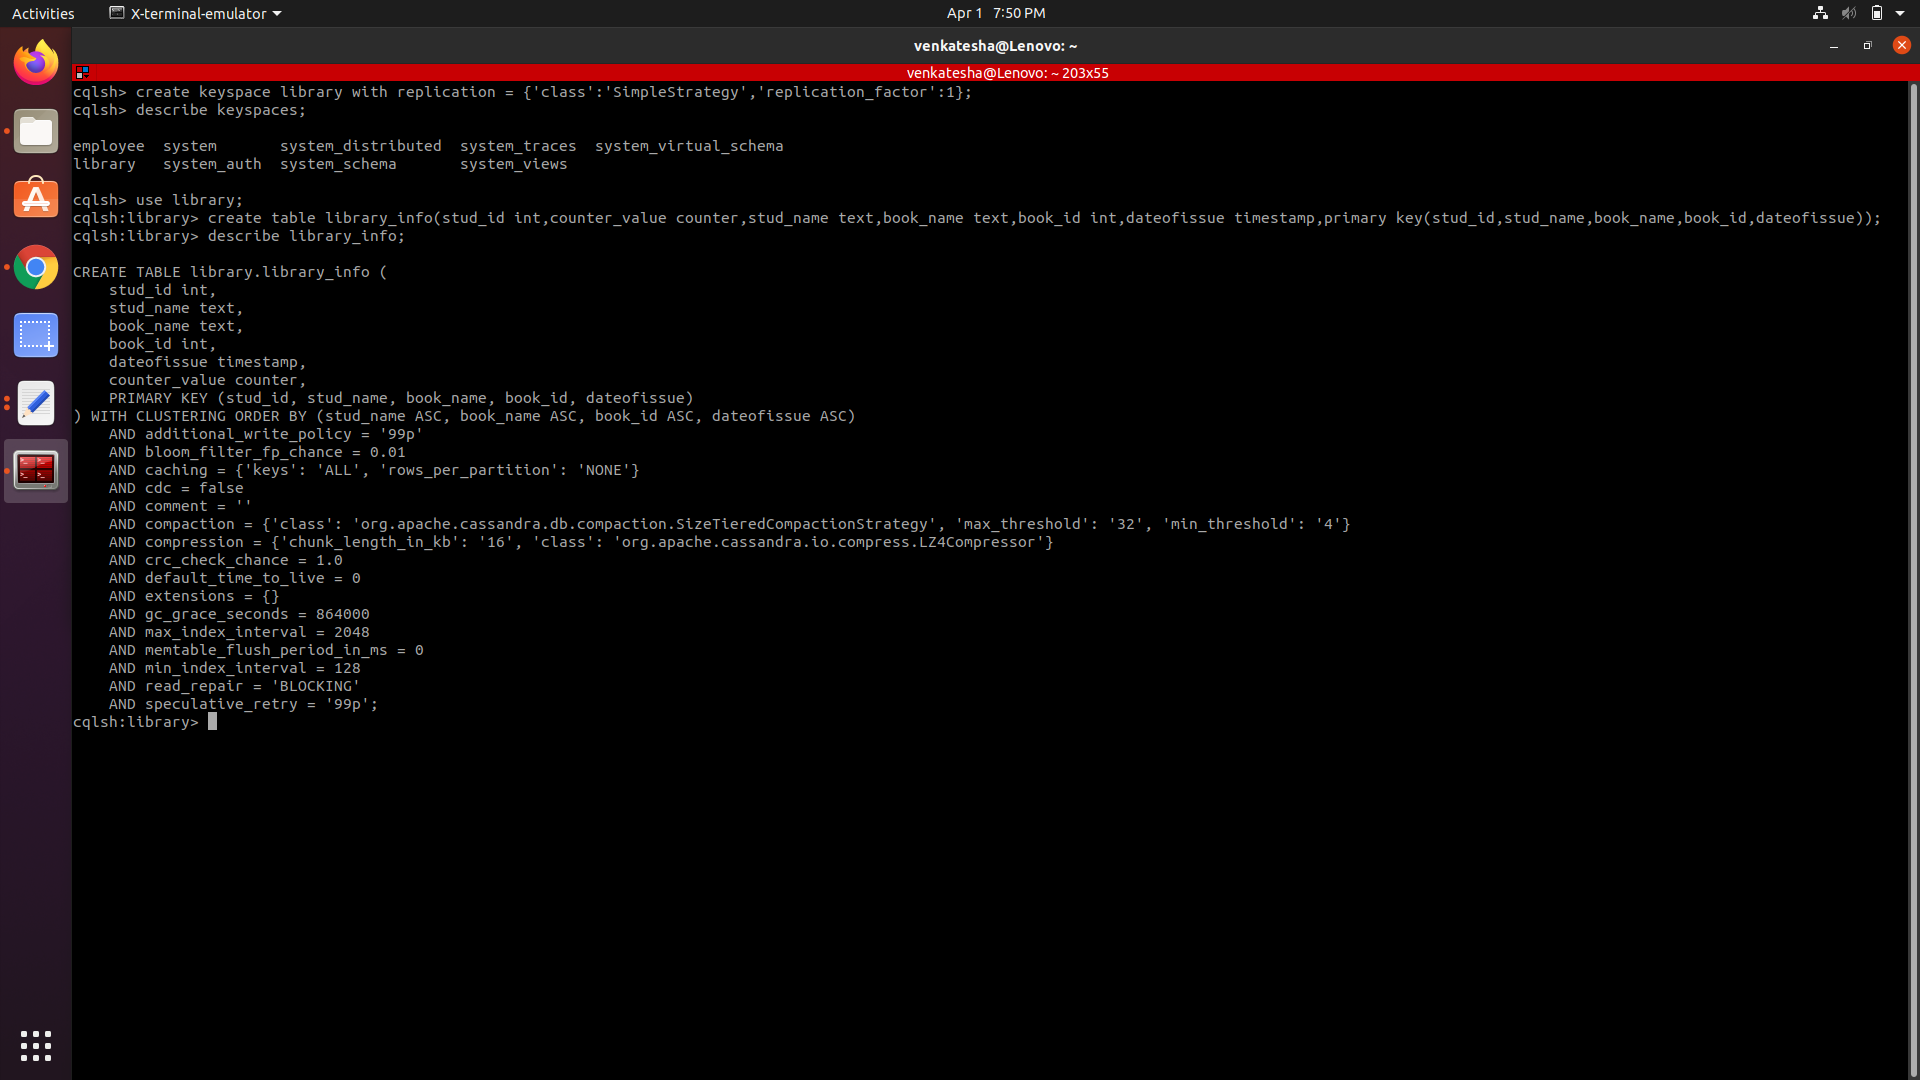 Activities
X-terminal-emulator
Apr 1 7:50 PM
venkatesha@Lenovo: ~
venkatesha@Lenovo: ~ 203x55
cqlsh> create keyspace library with replication = {'class':'SimpleStrategy','replication_factor':1};
cqlsh> describe keyspaces;
employee  system       system_distributed  system_traces  system_virtual_schema
library   system_auth  system_schema       system_views
cqlsh> use library;
cqlsh:library> create table library_info(stud_id int,counter_value counter,stud_name text,book_name text,book_id int,dateofissue timestamp,primary key(stud_id,stud_name,book_name,book_id,dateofissue));
cqlsh:library> describe library_info;
CREATE TABLE library.library_info (
    stud_id int,
    stud_name text,
    book_name text,
    book_id int,
    dateofissue timestamp,
    counter_value counter,
    PRIMARY KEY (stud_id, stud_name, book_name, book_id, dateofissue)
) WITH CLUSTERING ORDER BY (stud_name ASC, book_name ASC, book_id ASC, dateofissue ASC)
    AND additional_write_policy = '99p'
    AND bloom_filter_fp_chance = 0.01
    AND caching = {'keys': 'ALL', 'rows_per_partition': 'NONE'}
    AND cdc = false
    AND comment = ''
    AND compaction = {'class': 'org.apache.cassandra.db.compaction.SizeTieredCompactionStrategy', 'max_threshold': '32', 'min_threshold': '4'}
    AND compression = {'chunk_length_in_kb': '16', 'class': 'org.apache.cassandra.io.compress.LZ4Compressor'}
    AND crc_check_chance = 1.0
    AND default_time_to_live = 0
    AND extensions = {}
    AND gc_grace_seconds = 864000
    AND max_index_interval = 2048
    AND memtable_flush_period_in_ms = 0
    AND min_index_interval = 128
    AND read_repair = 'BLOCKING'
    AND speculative_retry = '99p';
cqlsh:library>